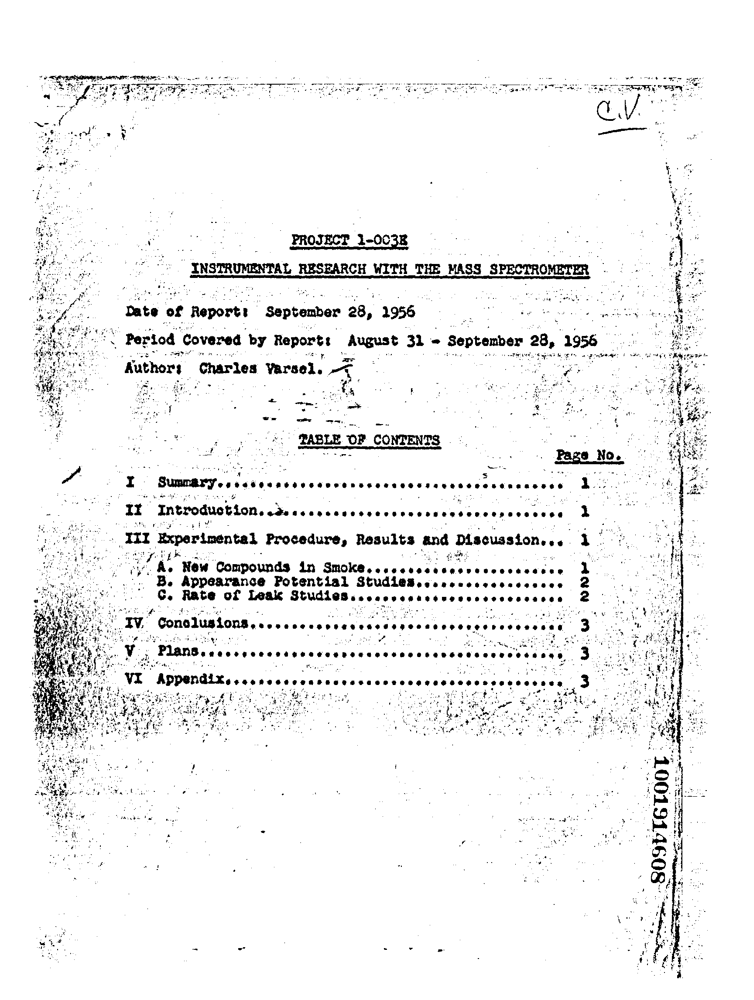 C.V.
PROJECT 1-003E
INSTRUMENTAL RESEARCH WITH THE MASS SPECTROMETER
Date of Report: September 28, 1956
Period Covered by Report: August 31 - September 28, 1956
Author: Charles Varsel.
TABLE OF CONTENTS
Page No.
I Summary........................................ 1
II Introduction.................................. 1
III Experimental Procedure, Results and Discussion... 1
A. New Compounds in Smoke..................... 1
B. Appearance Potential Studies............... 2
C. Rate of Leak Studies....................... 2
IV. Conclusions.................................. 3
V Plans......................................... 3
VI Appendix...................................... 3
1001914608